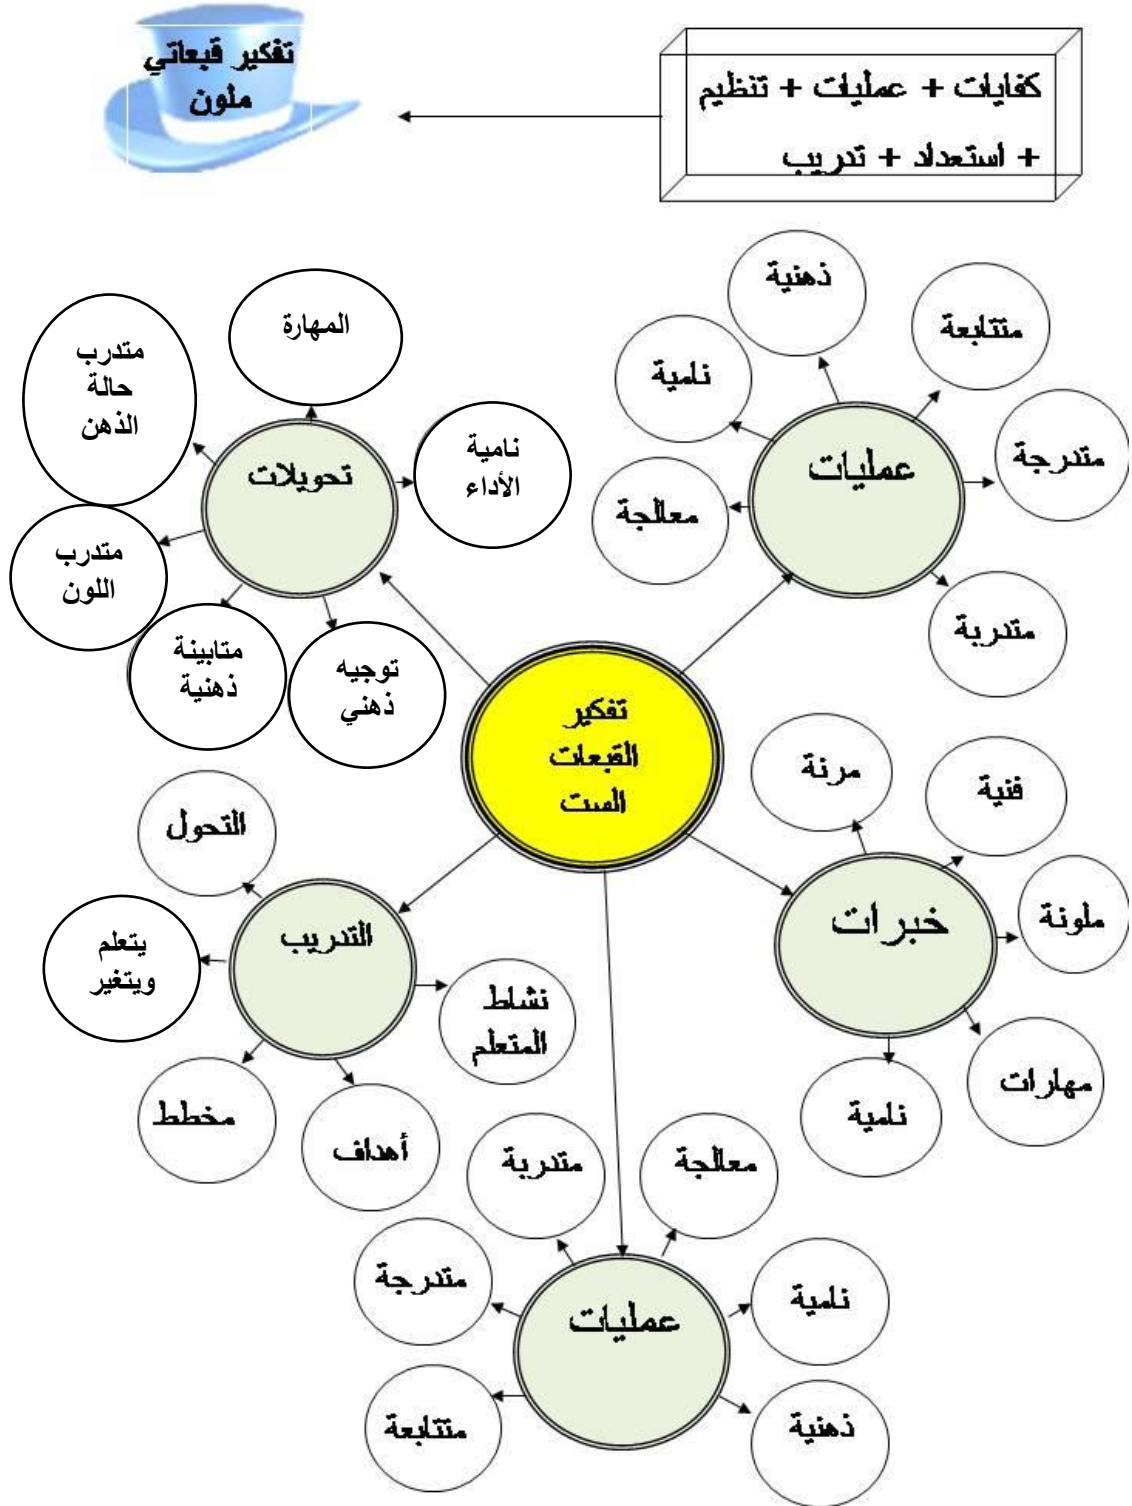 كفايات + عمليات + تنظيم
+ استعداد + تدريب
تفكير قبعاتي
ملون
ذهنية
متتابعة
نامية
متدرجة
عمليات
معالجة
متدربة
المهارة
متدرب
حالة
الذهن
نامية
الأداء
تحويلات
متدرب
اللون
متابينة
ذهنية
توجيه
ذهني
تفكير
القبعات
الست
مرنة
فنية
خبرات
ملونة
مهارات
نامية
التحول
التدريب
يتعلم
ويتغير
نشاط
المتعلم
مخطط
أهداف
معالجة
متدربة
متدرجة
نامية
عمليات
متتابعة
ذهنية